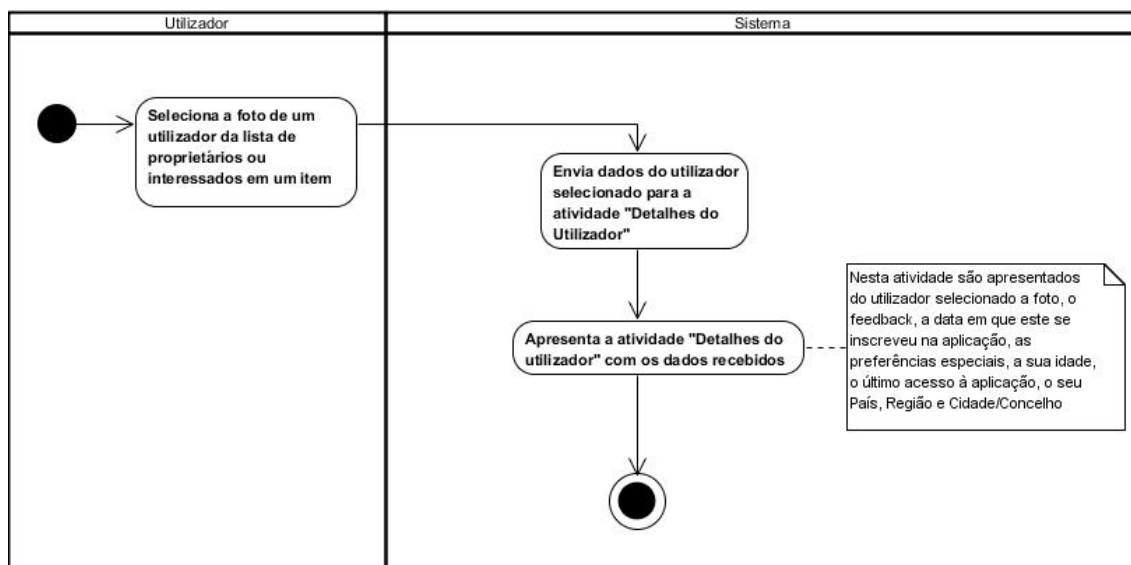 Utilizador
Sistema
Seleciona a foto de um
utilizador da lista de
proprietários ou
interessados em um item
Envia dados do utilizador
selecionado para a
atividade "Detalhes do
Utilizador"
Apresenta a atividade "Detalhes do
utilizador" com os dados recebidos
Nesta atividade são apresentados
do utilizador selecionado a foto, o
feedback, a data em que este se
inscreveu na aplicação, as
preferências especiais, a sua idade,
o último acesso à aplicação, o seu
País, Região e Cidade/Concelho